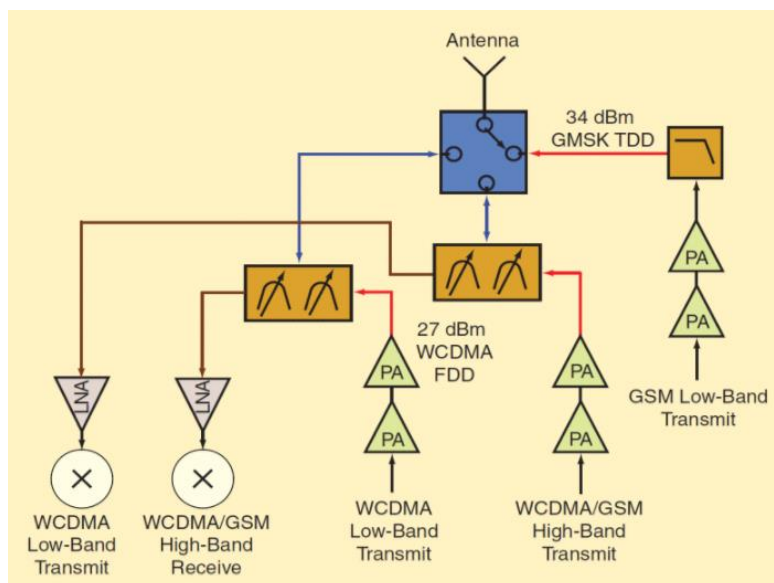 Antenna
34 dBm
GMSK TDD
PA
PA
27 dBm
WCDMA
FDD
PA
PA
PA
PA
LNA
LNA
GSM Low-Band
Transmit
WCDMA
Low-Band
Transmit
WCDMA/GSM
High-Band
Receive
WCDMA
Low-Band
Transmit
WCDMA/GSM
High-Band
Transmit